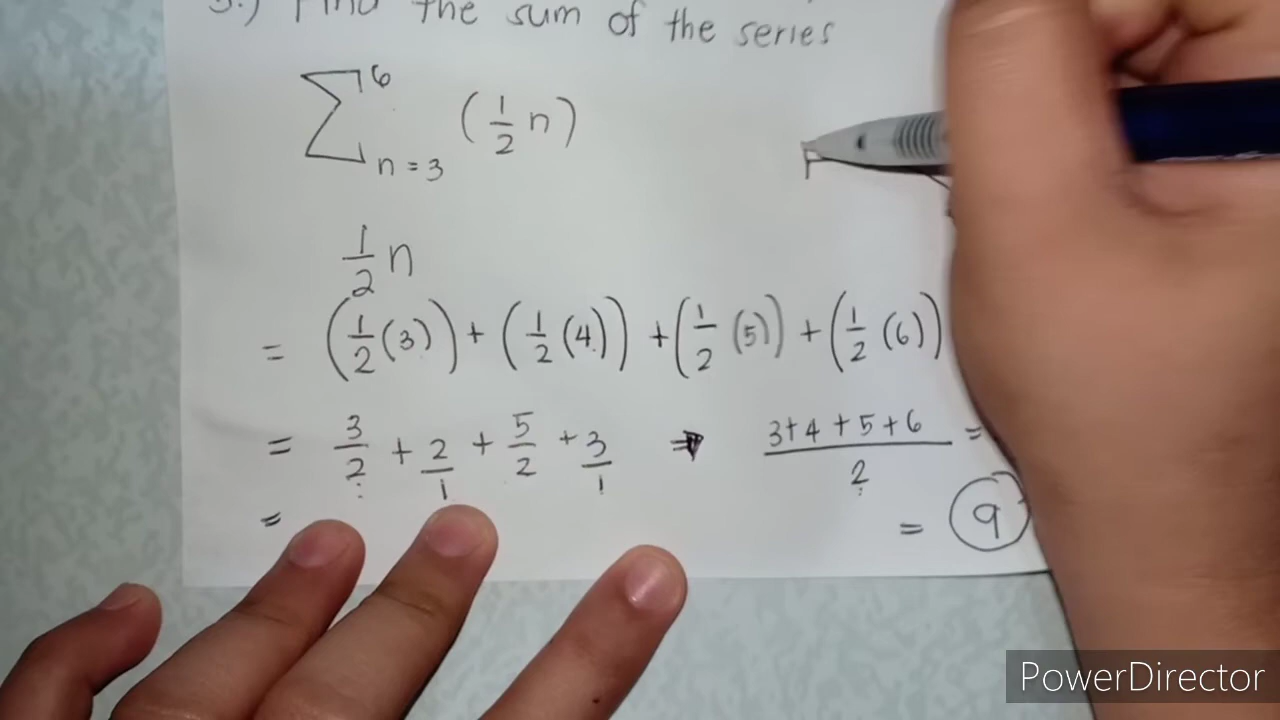 3.) Find the sum of the series
∑ 6 n = 3 (1/2 n)
1/2 n
= (1/2 (3)) + (1/2 (4)) + (1/2 (5)) + (1/2 (6))
= 3/2 + 2/1 + 5/2 + 3/1 ⇒ 3+4+5+6/2 =
= = 9
PowerDirector